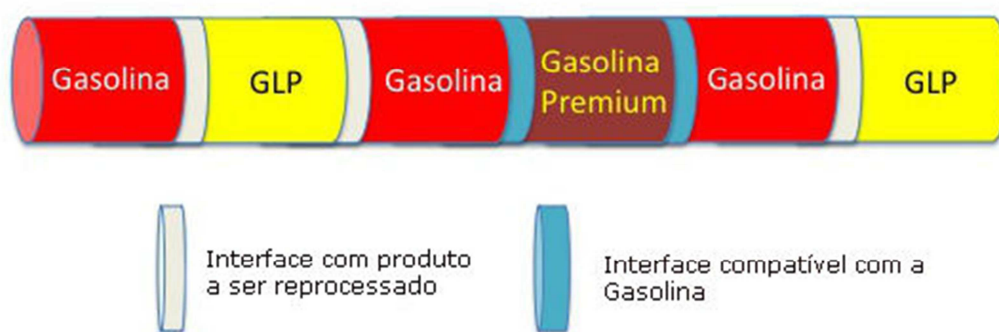 Gasolina
GLP
Gasolina
Gasolina
Premium
Gasolina
GLP
Interface com produto
a ser reprocessado
Interface compatível com a
Gasolina